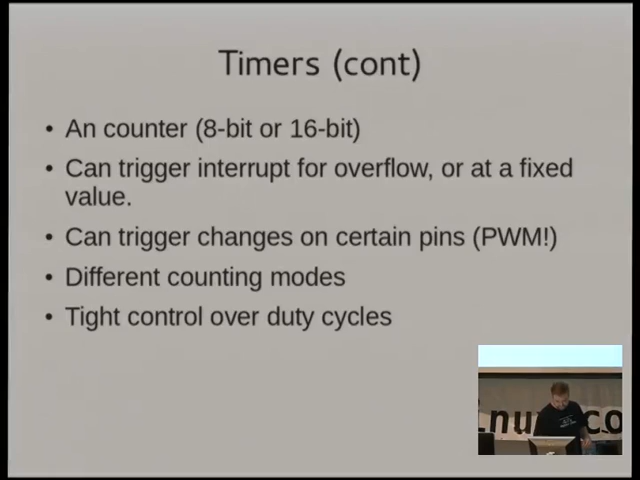 Timers (cont)
• An counter (8-bit or 16-bit)
• Can trigger interrupt for overflow, or at a fixed
value.
• Can trigger changes on certain pins (PWM!)
• Different counting modes
• Tight control over duty cycles